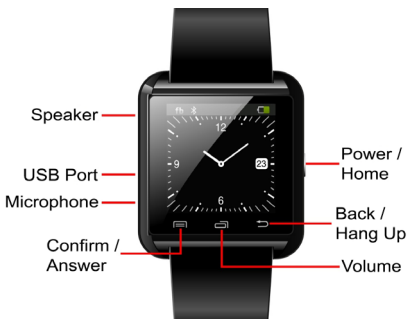 Speaker
12
9
23
USB Port
Power /
Home
Microphone
6
Confirm /
Answer
Back /
Hang Up
Volume